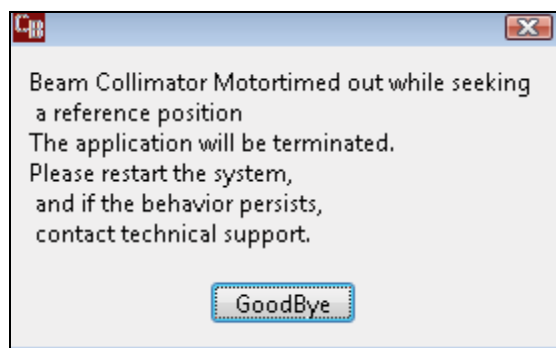 Beam Collimator Motortimed out while seeking
a reference position
The application will be terminated.
Please restart the system,
and if the behavior persists,
contact technical support.
GoodBye